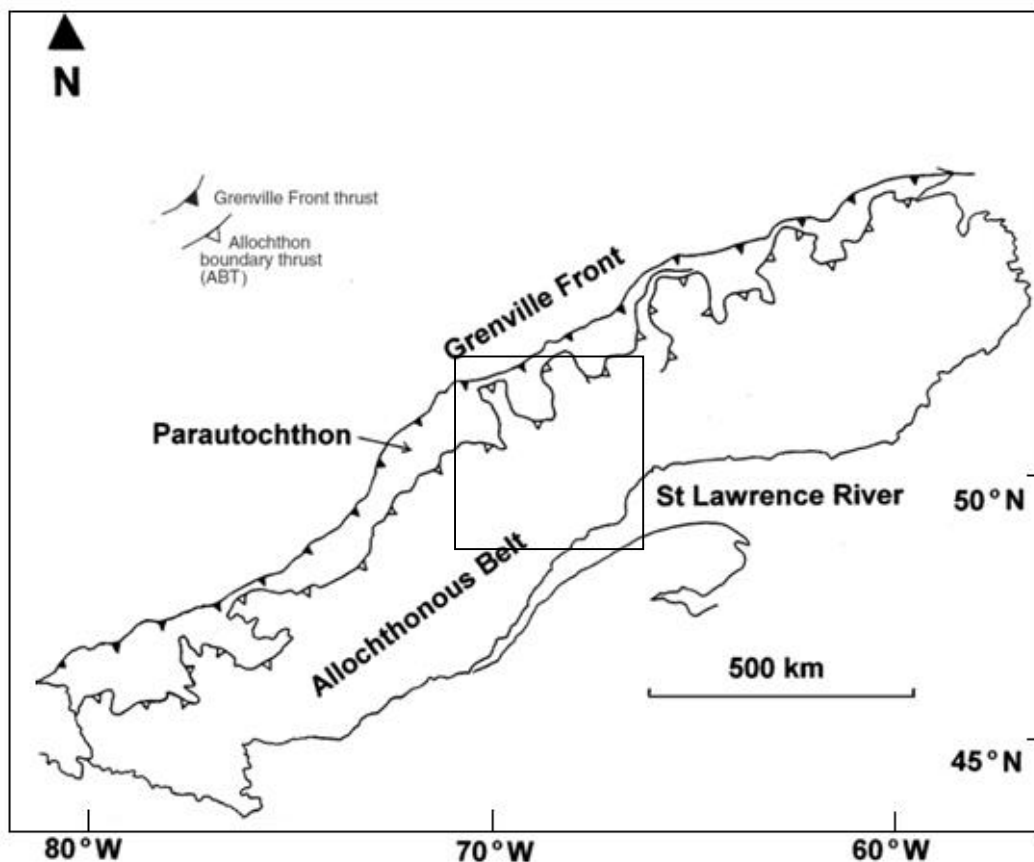 N
Grenville Front thrust
Allochthon
boundary thrust
(ABT)
Grenville Front
Parautochthon
St Lawrence River
50°N
Allochthonous Belt
500 km
45°N
80°W
70°W
60°W